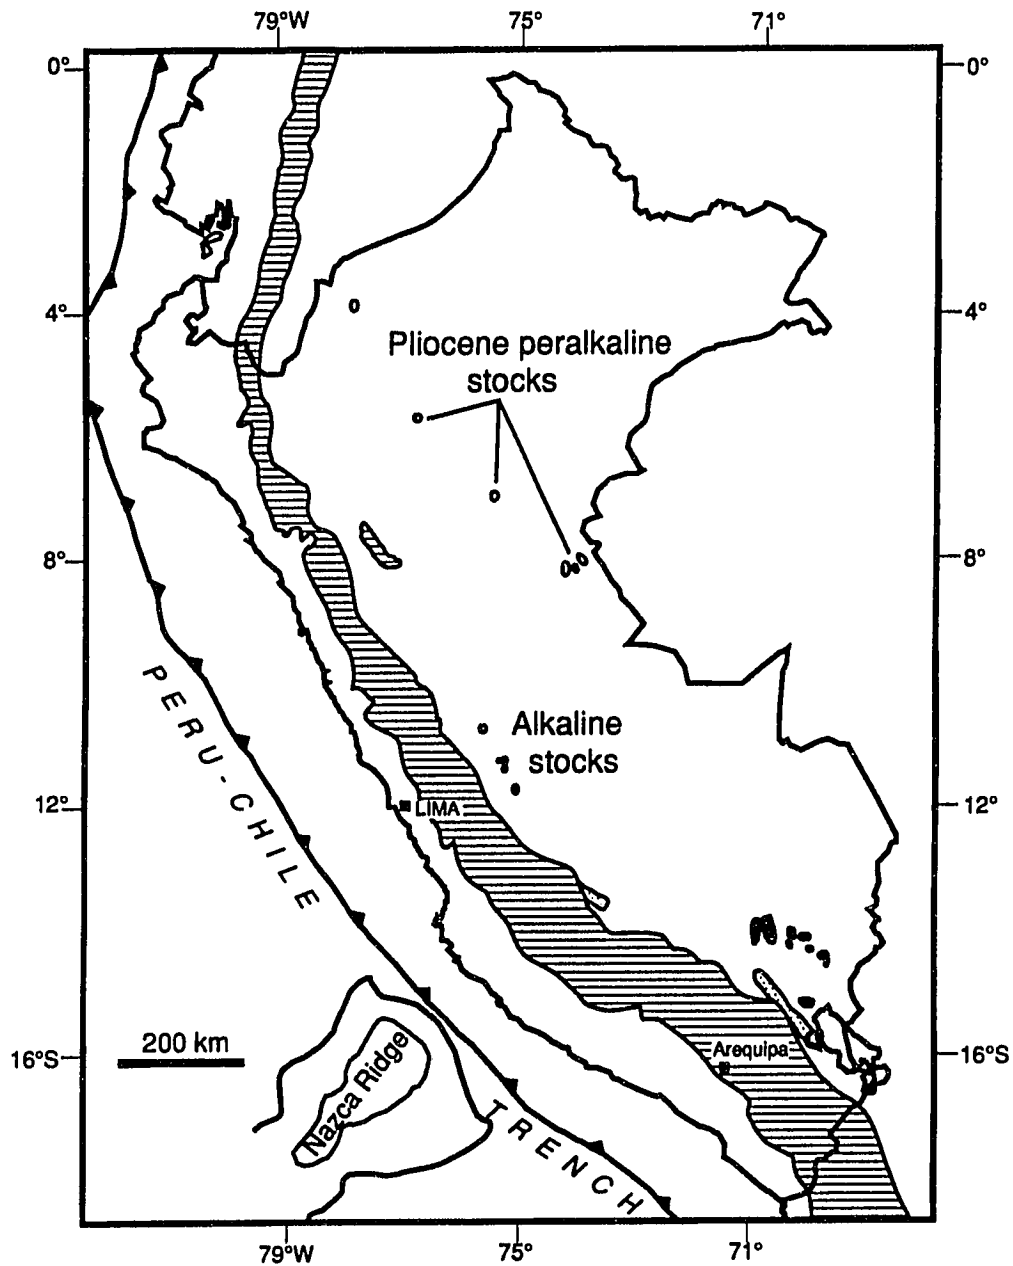 79°W 75° 71°
0° 0°
4° 4°
Pliocene peralkaline
stocks
8° 8°
PERU-CHILE
Alkaline
stocks
12° 12°
LIMA
200 km
Arequipa
16°S 16°S
Nazca Ridge
TRENCH
79°W 75° 71°